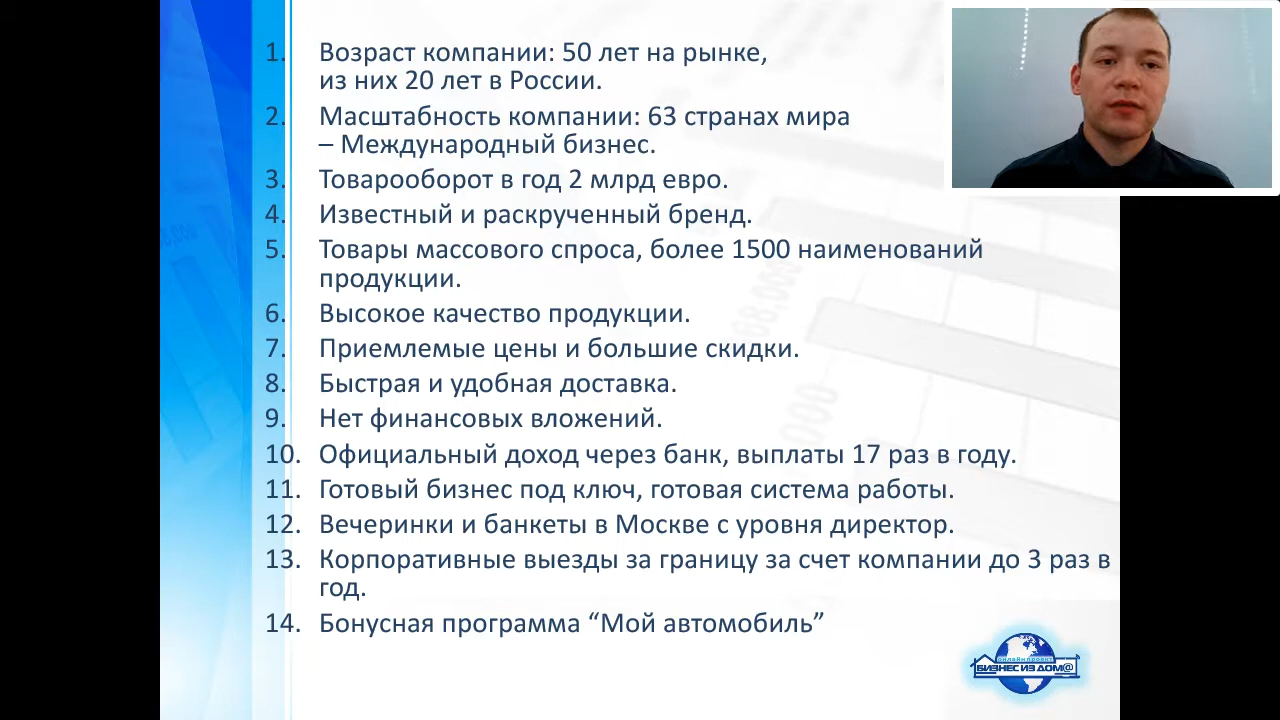 1. Возраст компании: 50 лет на рынке,
из них 20 лет в России.
2. Масштабность компании: 63 странах мира
– Международный бизнес.
3. Товарооборот в год 2 млрд евро.
4. Известный и раскрученный бренд.
5. Товары массового спроса, более 1500 наименований
продукции.
6. Высокое качество продукции.
7. Приемлемые цены и большие скидки.
8. Быстрая и удобная доставка.
9. Нет финансовых вложений.
10. Официальный доход через банк, выплаты 17 раз в году.
11. Готовый бизнес под ключ, готовая система работы.
12. Вечеринки и банкеты в Москве с уровня директор.
13. Корпоративные выезды за границу за счет компании до 3 раз в
год.
14. Бонусная программа “Мой автомобиль”
онлайн проект
БИЗНЕС ИЗ ДОМ@